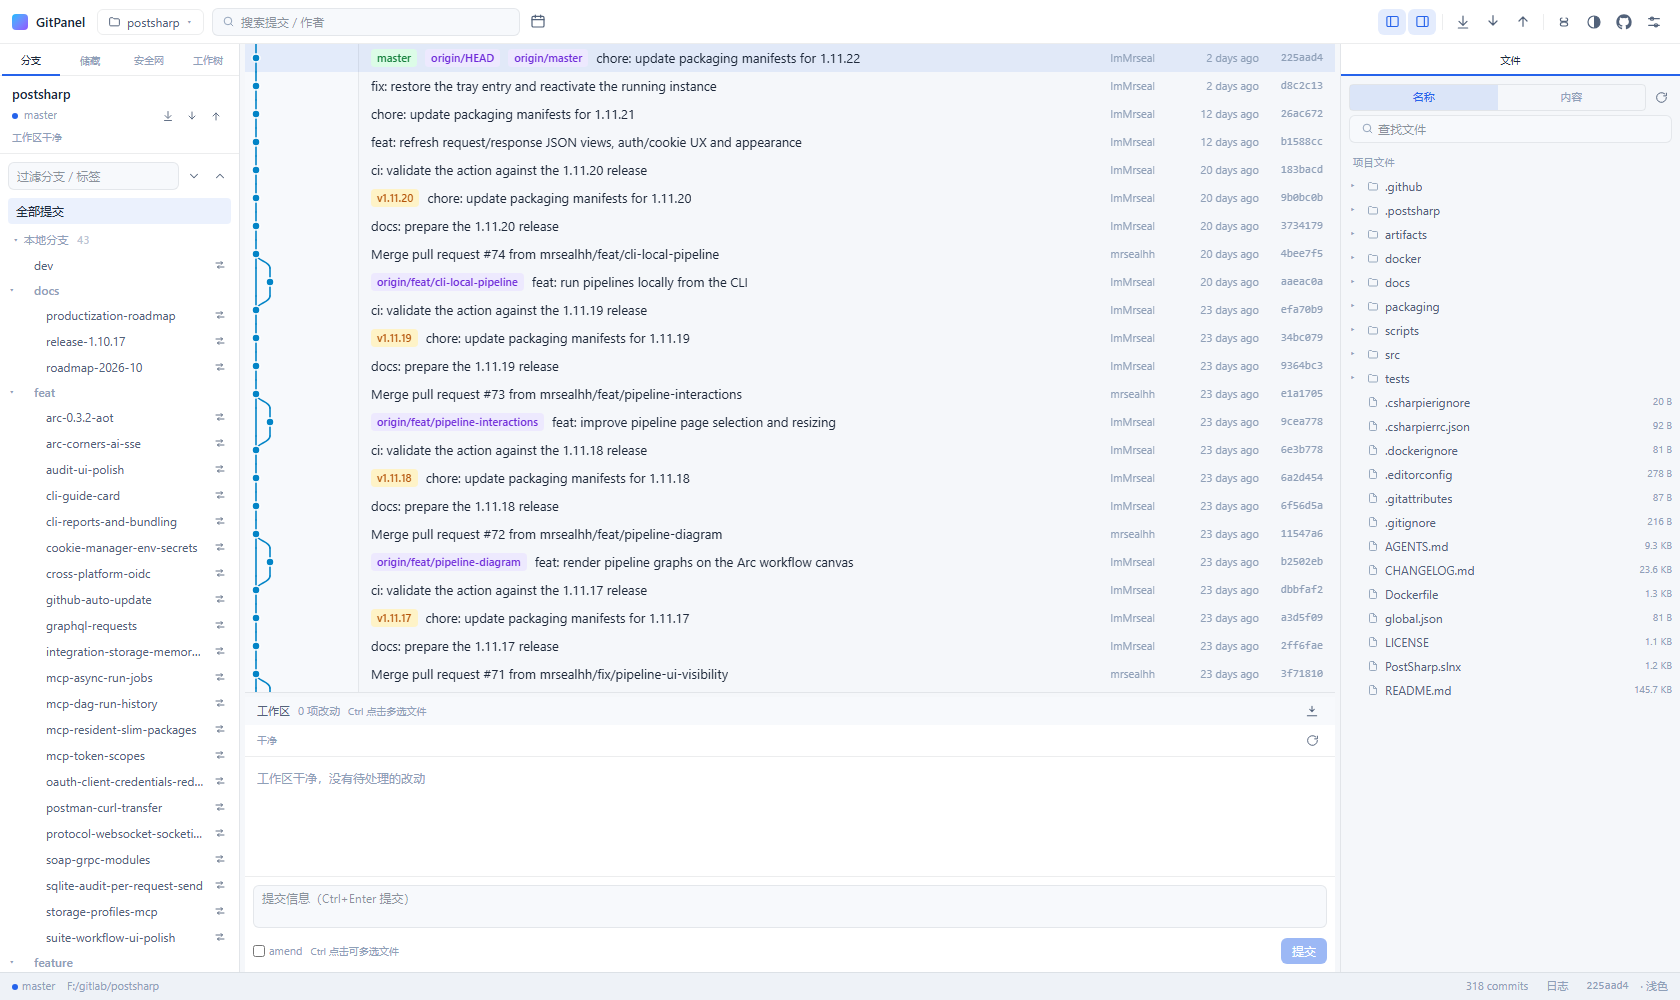 GitPanel
postsharp
搜索提交 / 作者
分支
储藏
安全网
工作树
postsharp
master
工作区干净
过滤分支 / 标签
全部提交
本地分支 43
dev
docs
productization-roadmap
release-1.10.17
roadmap-2026-10
feat
arc-0.3.2-aot
arc-corners-ai-sse
audit-ui-polish
cli-guide-card
cli-reports-and-bundling
cookie-manager-env-secrets
cross-platform-oidc
github-auto-update
graphql-requests
integration-storage-memor...
mcp-async-run-jobs
mcp-dag-run-history
mcp-resident-slim-packages
mcp-token-scopes
oauth-client-credentials-red...
postman-curl-transfer
protocol-websocket-socketi...
soap-grpc-modules
sqlite-audit-per-request-send
storage-profiles-mcp
suite-workflow-ui-polish
feature
master origin/HEAD origin/master chore: update packaging manifests for 1.11.22 ImMrseal 2 days ago 225aad4
fix: restore the tray entry and reactivate the running instance ImMrseal 2 days ago d8c2c13
chore: update packaging manifests for 1.11.21 ImMrseal 12 days ago 26ac672
feat: refresh request/response JSON views, auth/cookie UX and appearance ImMrseal 12 days ago b1588cc
ci: validate the action against the 1.11.20 release ImMrseal 20 days ago 183bacd
v1.11.20 chore: update packaging manifests for 1.11.20 ImMrseal 20 days ago 9b0bc0b
docs: prepare the 1.11.20 release ImMrseal 20 days ago 3734179
Merge pull request #74 from mrsealhh/feat/cli-local-pipeline mrsealhh 20 days ago 4bee7f5
origin/feat/cli-local-pipeline feat: run pipelines locally from the CLI ImMrseal 20 days ago aaeac0a
ci: validate the action against the 1.11.19 release ImMrseal 23 days ago efa70b9
v1.11.19 chore: update packaging manifests for 1.11.19 ImMrseal 23 days ago 34bc079
docs: prepare the 1.11.19 release ImMrseal 23 days ago 9364bc3
Merge pull request #73 from mrsealhh/feat/pipeline-interactions mrsealhh 23 days ago e1a1705
origin/feat/pipeline-interactions feat: improve pipeline page selection and resizing ImMrseal 23 days ago 9cea778
ci: validate the action against the 1.11.18 release ImMrseal 23 days ago 6e3b778
v1.11.18 chore: update packaging manifests for 1.11.18 ImMrseal 23 days ago 6a2d454
docs: prepare the 1.11.18 release ImMrseal 23 days ago 6f56d5a
Merge pull request #72 from mrsealhh/feat/pipeline-diagram mrsealhh 23 days ago 11547a6
origin/feat/pipeline-diagram feat: render pipeline graphs on the Arc workflow canvas ImMrseal 23 days ago b2502eb
ci: validate the action against the 1.11.17 release ImMrseal 23 days ago dbbfaf2
v1.11.17 chore: update packaging manifests for 1.11.17 ImMrseal 23 days ago a3d5f09
docs: prepare the 1.11.17 release ImMrseal 23 days ago 2ff6fae
Merge pull request #71 from mrsealhh/fix/pipeline-ui-visibility mrsealhh 23 days ago 3f71810
工作区 0 项改动 Ctrl 点击多选文件
干净
工作区干净，没有待处理的改动
提交信息（Ctrl+Enter 提交）
amend Ctrl 点击可多选文件
提交
文件
名称
内容
查找文件
项目文件
.github
.postsharp
artifacts
docker
docs
packaging
scripts
src
tests
.csharpierignore 20 B
.csharpierrc.json 92 B
.dockerignore 81 B
.editorconfig 278 B
.gitattributes 87 B
.gitignore 216 B
AGENTS.md 9.3 KB
CHANGELOG.md 23.6 KB
Dockerfile 1.3 KB
global.json 81 B
LICENSE 1.1 KB
PostSharp.slnx 1.2 KB
README.md 145.7 KB
master F:/gitlab/postsharp
318 commits 日志 225aad4 · 浅色